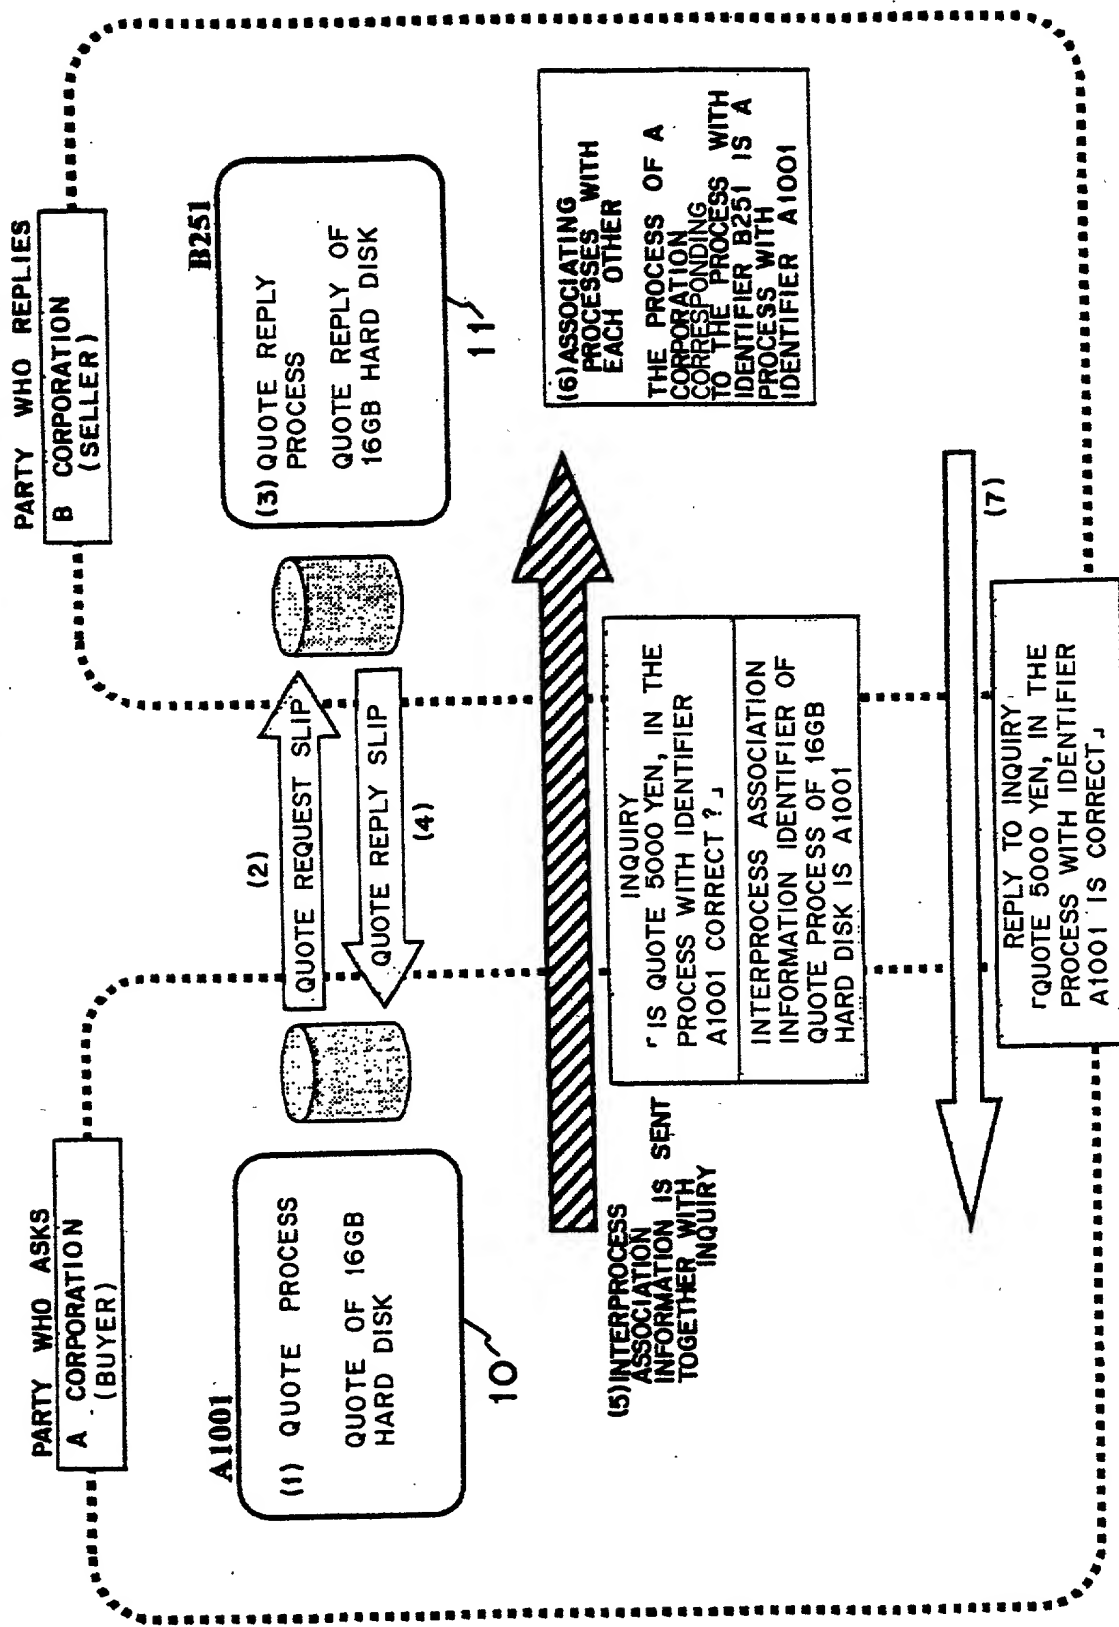 PARTY WHO ASKS
A CORPORATION
(BUYER)
PARTY WHO REPLIES
B CORPORATION
(SELLER)
A1001
(1) QUOTE PROCESS
QUOTE OF 16GB
HARD DISK
10
(2)
QUOTE REQUEST SLIP
QUOTE REPLY SLIP
(4)
B251
(3) QUOTE REPLY
PROCESS
QUOTE REPLY OF
16GB HARD DISK
11
(5) INTERPROCESS
ASSOCIATION
INFORMATION IS SENT
TOGETHER WITH
INQUIRY
INQUIRY
「IS QUOTE 5000 YEN, IN THE
PROCESS WITH IDENTIFIER
A1001 CORRECT ?」
INTERPROCESS ASSOCIATION
INFORMATION IDENTIFIER OF
QUOTE PROCESS OF 16GB
HARD DISK IS A1001
(6) ASSOCIATING
PROCESSES WITH
EACH OTHER
THE PROCESS OF A
CORPORATION
CORRESPONDING
TO THE PROCESS WITH
IDENTIFIER B251 IS A
PROCESS WITH
IDENTIFIER A1001
(7)
REPLY TO INQUIRY
「QUOTE 5000 YEN, IN THE
PROCESS WITH IDENTIFIER
A1001 IS CORRECT」